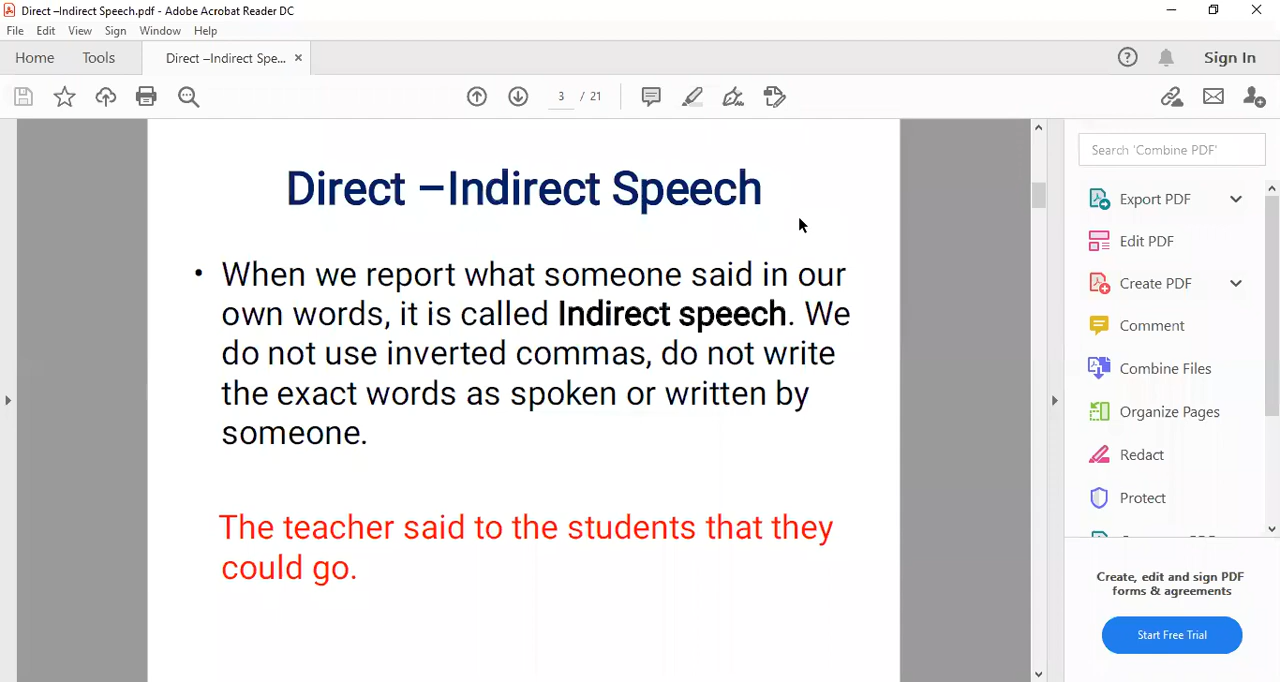 Direct –Indirect Speech.pdf - Adobe Acrobat Reader DC
File Edit View Sign Window Help
Home Tools Direct –Indirect Spe... × Sign In
3 / 21
Search 'Combine PDF'
Direct –Indirect Speech
• When we report what someone said in our
own words, it is called Indirect speech. We
do not use inverted commas, do not write
the exact words as spoken or written by
someone.
The teacher said to the students that they
could go.
Export PDF
Edit PDF
Create PDF
Comment
Combine Files
Organize Pages
Redact
Protect
Create, edit and sign PDF
forms & agreements
Start Free Trial